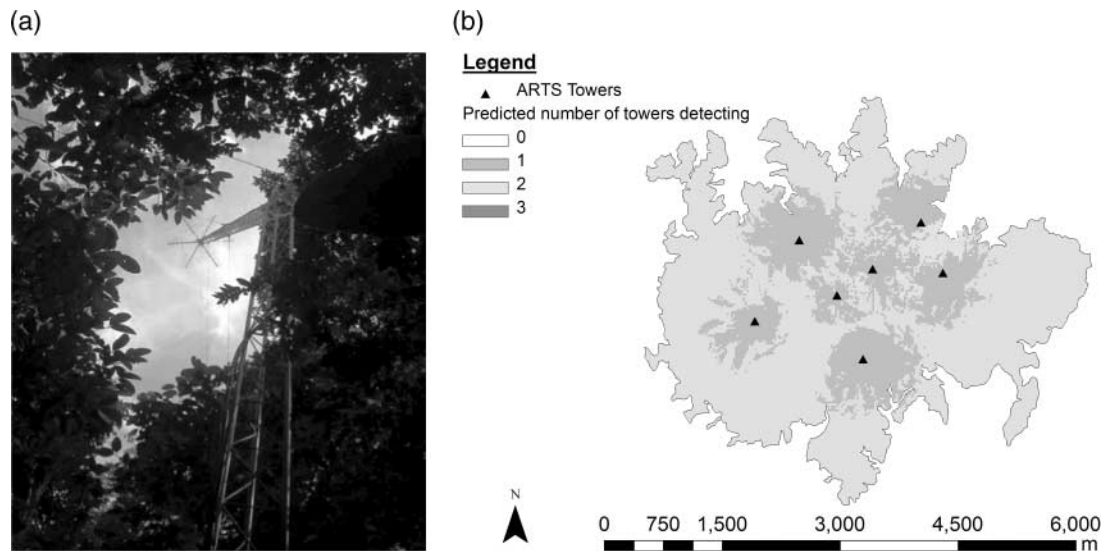 (a)
(b)
Legend
ARTS Towers
Predicted number of towers detecting
0
1
2
3
N
0 750 1,500 3,000 4,500 6,000
m